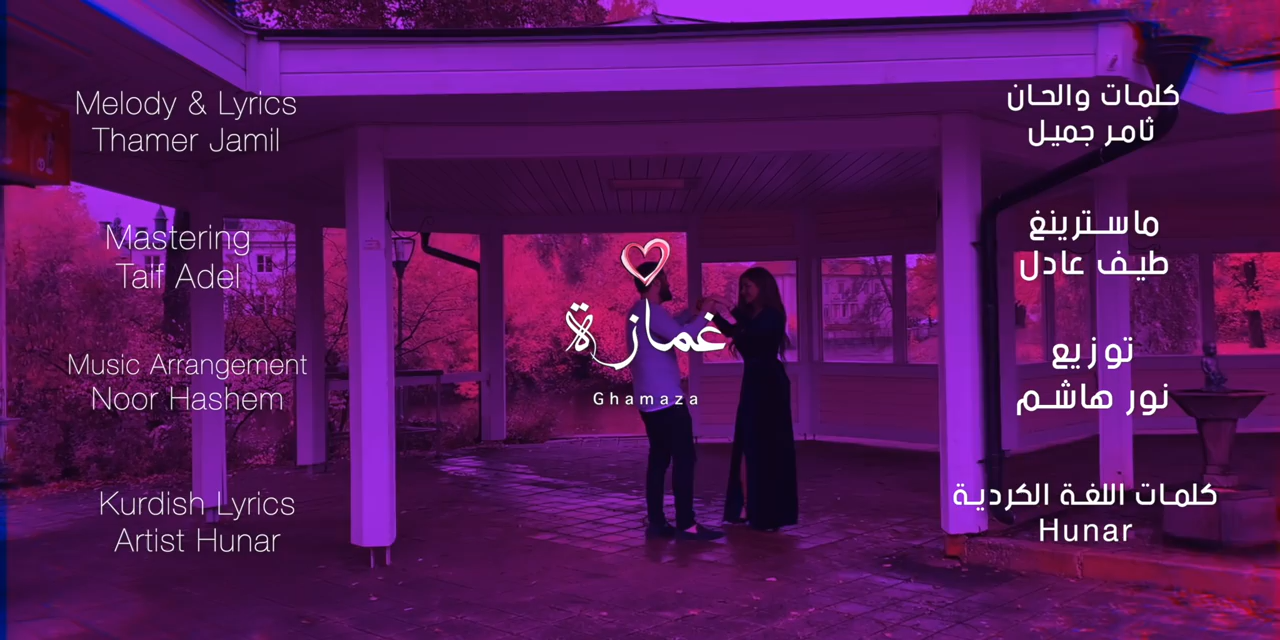 Melody & Lyrics
Thamer Jamil
Mastering
Taif Adel
Music Arrangement
Noor Hashem
Kurdish Lyrics
Artist Hunar
غمازة
Ghamaza
كلمات والحان
ثامر جميل
ماسترينغ
طيف عادل
توزيع
نور هاشم
كلمات اللغة الكردية
Hunar